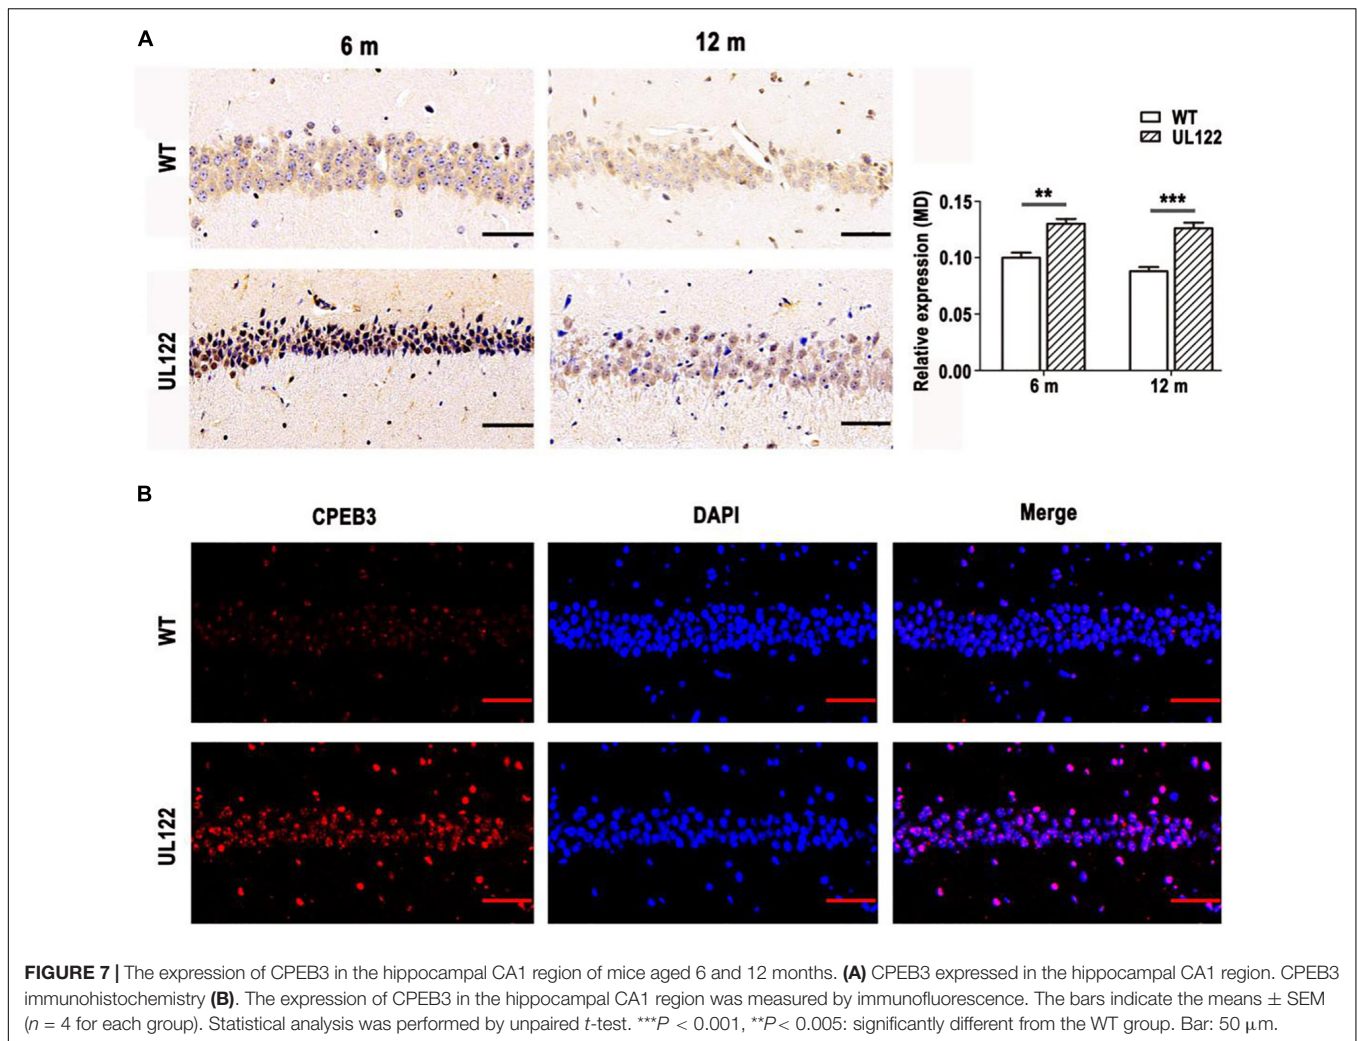 A
6 m
12 m
WT
UL122
WT
UL122
Relative expression (MD)
0.15
0.10
0.05
0.00
**
***
6 m
12 m
B
CPEB3
DAPI
Merge
WT
UL122
FIGURE 7 | The expression of CPEB3 in the hippocampal CA1 region of mice aged 6 and 12 months. (A) CPEB3 expressed in the hippocampal CA1 region. CPEB3
immunohistochemistry (B). The expression of CPEB3 in the hippocampal CA1 region was measured by immunofluorescence. The bars indicate the means ± SEM
(n = 4 for each group). Statistical analysis was performed by unpaired t-test. ***P < 0.001, **P< 0.005: significantly different from the WT group. Bar: 50 μm.